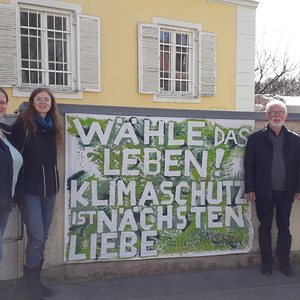 WÄHLE DAS
LEBEN!
KLIMASCHUTZ
IST NÄCHSTEN
LIEBE